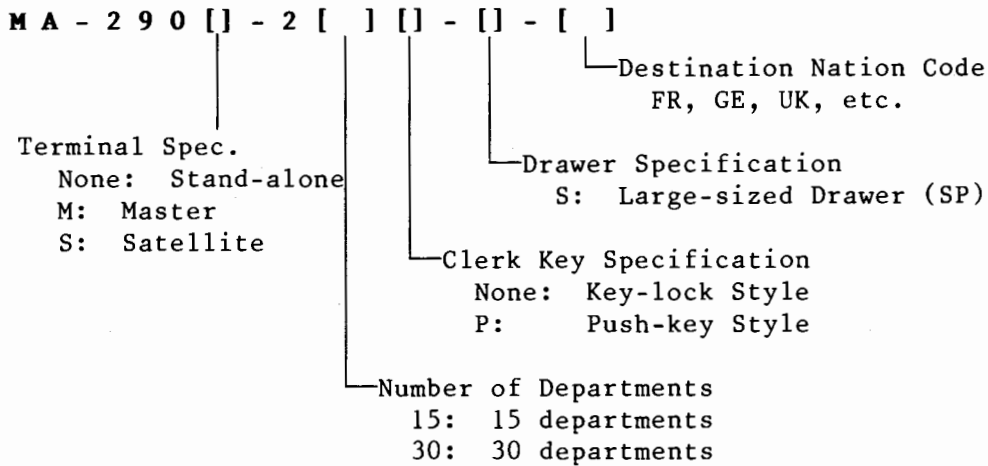 MA-290[]-2[ ][]-[]-[ ]
Destination Nation Code
FR, GE, UK, etc.
Terminal Spec.
Drawer Specification
None: Stand-alone
S: Large-sized Drawer (SP)
M: Master
S: Satellite
Clerk Key Specification
None: Key-lock Style
P: Push-key Style
Number of Departments
15: 15 departments
30: 30 departments